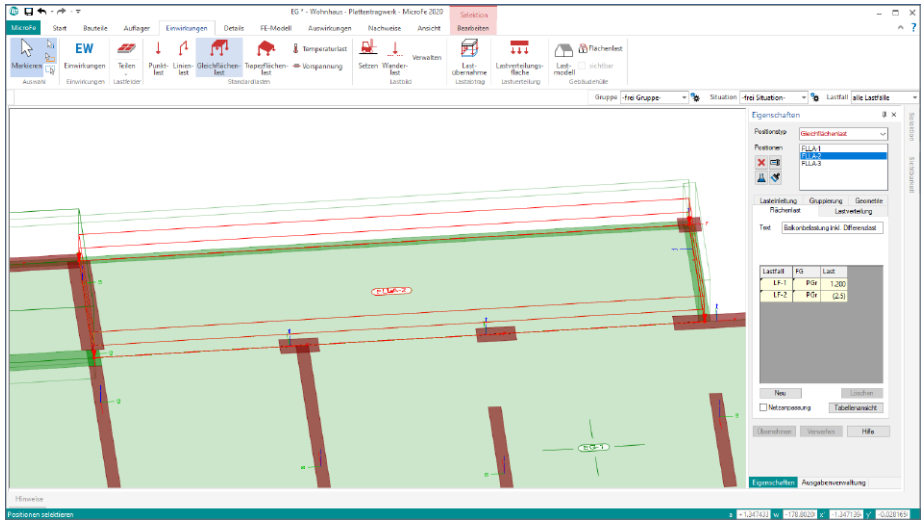 EG * - Wohnhaus - Plattentragwerk - MicroFe 2020
Selektion
MicroFe Start Bauteile Auflager Einwirkungen Details FE-Modell Auswirkungen Nachweise Ansicht Bearbeiten
Markieren
EW
Einwirkungen
Teilen
Punkt-
last
Linien-
last
Gleichflächen-
last
Trapezflächen-
last
Temperaturlast
Vorspannung
Setzen
Wander-
last
Verwalten
Last-
übernahme
Lastverteilungs-
fläche
Last-
modell
Flächenlast
sichtbar
Auswahl Einwirkungen Lastfelder Standardlasten Lastbild Lastabtrag Lastverteilung Gebäudehülle
Gruppe -frei Gruppe- Situation -frei Situation- Lastfall alle Lastfälle
Eigenschaften
Positionstyp Gleichflächenlast
Positionen FLLA-1
FLLA-2
FLLA-3
Lasteinleitung Gruppierung Geometrie
Flächenlast Lastverteilung
Text Balkonbelastung inkl. Differenzlast
Lastfall FG Last
LF-1 PGr 1.200
LF-2 PGr (2.5)
Neu Löschen
Netzanpassung Tabellenansicht
Übernehmen Verwerfen Hilfe
Eigenschaften Ausgabenverwaltung
Selektion
Sichtbarkeit
FLLA-2
EG-1
Hinweise
Positionen selektieren